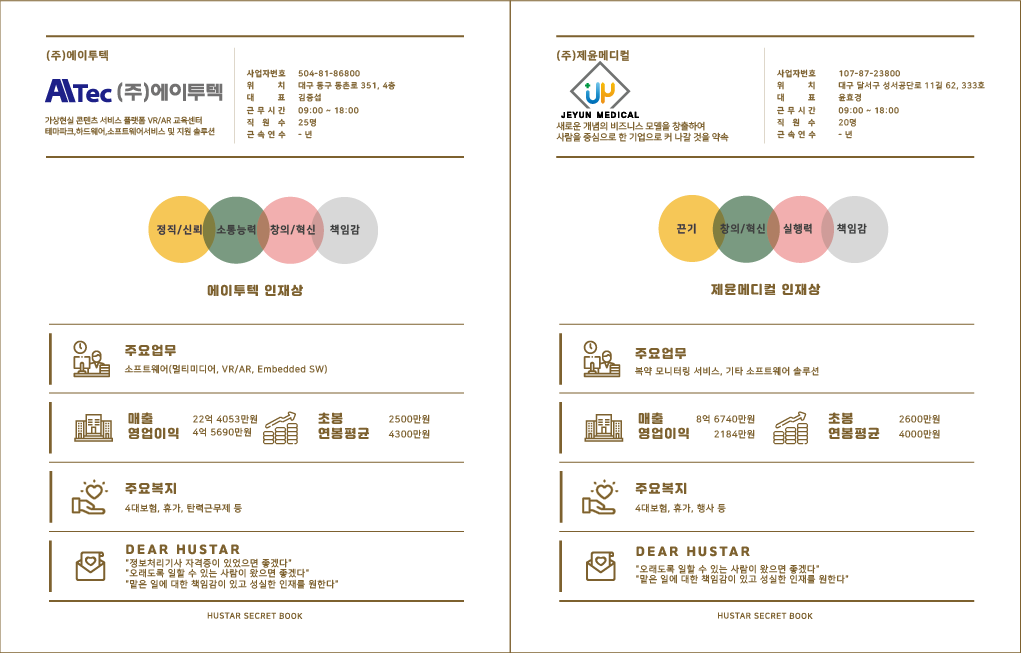 (주)에이투텍
AI\Tec (주)에이투텍
가상현실 콘텐츠 서비스 플랫폼 VR/AR 교육센터
테마파크,하드웨어,소프트웨어서비스 및 지원 솔루션
사업자번호 504-81-86800
위 치 대구 동구 동촌로 351, 4층
대 표 김종섭
근 무 시 간 09:00 ~ 18:00
직 원 수 25명
근 속 연 수 - 년
정직/신뢰 소통능력 창의/혁신 책임감
에이투텍 인재상
주요업무
소프트웨어(멀티미디어, VR/AR, Embedded SW)
매출 22억 4053만원
영업이익 4억 5690만원
초봉 2500만원
연봉평균 4300만원
주요복지
4대보험, 휴가, 탄력근무제 등
DEAR HUSTAR
"정보처리기사 자격증이 있었으면 좋겠다"
"오래도록 일할 수 있는 사람이 왔으면 좋겠다"
"맡은 일에 대한 책임감이 있고 성실한 인재를 원한다"
HUSTAR SECRET BOOK
(주)제윤메디컬
JEYUN MEDICAL
새로운 개념의 비즈니스 모델을 창출하여
사람을 중심으로 한 기업으로 커 나갈 것을 약속
사업자번호 107-87-23800
위 치 대구 달서구 성서공단로 11길 62, 333호
대 표 윤호경
근 무 시 간 09:00 ~ 18:00
직 원 수 20명
근 속 연 수 - 년
끈기 창의/혁신 실행력 책임감
제윤메디컬 인재상
주요업무
복약 모니터링 서비스, 기타 소프트웨어 솔루션
매출 8억 6740만원
영업이익 2184만원
초봉 2600만원
연봉평균 4000만원
주요복지
4대보험, 휴가, 행사 등
DEAR HUSTAR
"오래도록 일할 수 있는 사람이 왔으면 좋겠다"
"맡은 일에 대한 책임감이 있고 성실한 인재를 원한다"
HUSTAR SECRET BOOK